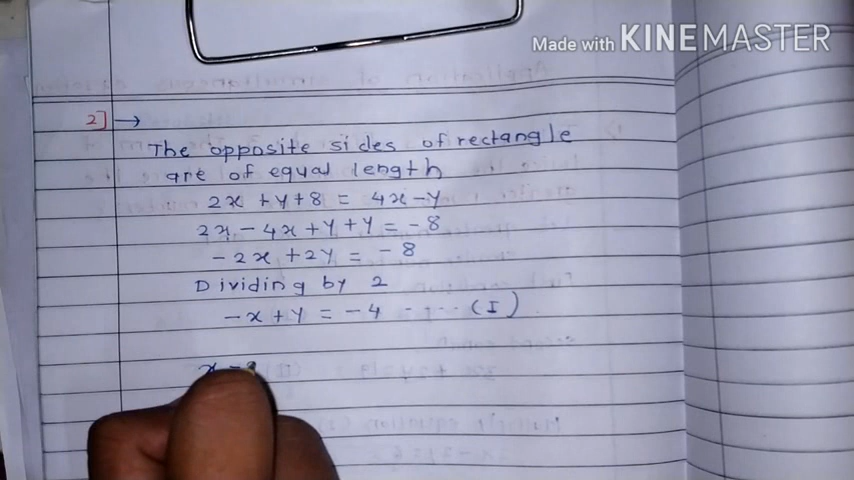 Made with KINEMASTER
2] →
The opposite sides of rectangle
are of equal length
2x + y + 8 = 4x - y
2x - 4x + y + y = -8
-2x + 2y = -8
Dividing by 2
-x + y = -4 - - - - (I)
x